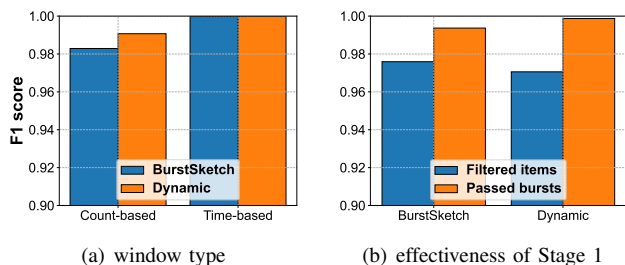 F1 score
1.00
0.98
0.96
0.94
0.92
0.90
BurstSketch
Dynamic
Count-based Time-based
(a) window type
1.00
0.98
0.96
0.94
0.92
0.90
Filtered items
Passed bursts
BurstSketch Dynamic
(b) effectiveness of Stage 1